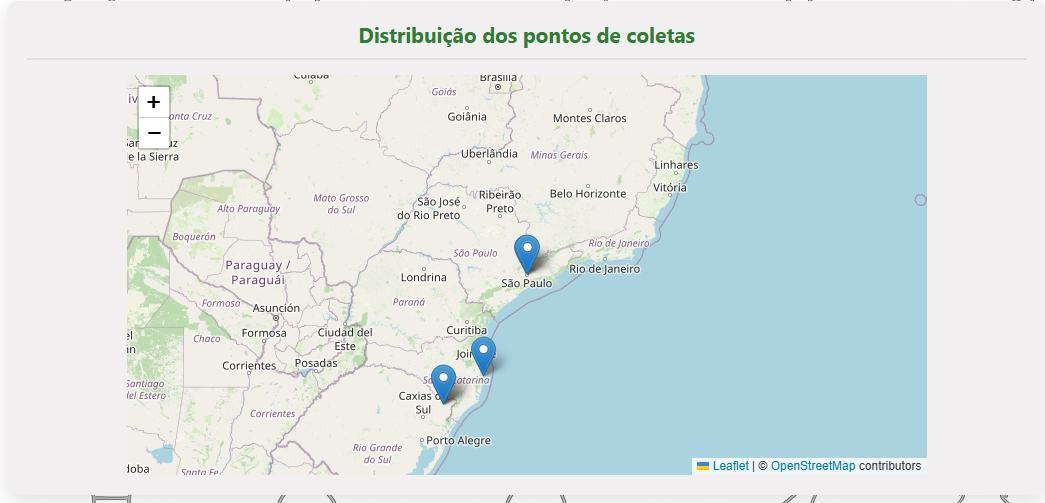 Distribuição dos pontos de coletas
+
−
Cuiabá
Brasília
Goiás
Goiânia
Montes Claros
Santa Cruz
de la Sierra
Uberlândia
Minas Gerais
Linhares
Vitória
Mato Grosso
do Sul
São José
do Rio Preto
Ribeirão
Preto
Belo Horizonte
Alto Paraguay
Boquerón
São Paulo
Rio de Janeiro
Paraguay /
Paraguái
Londrina
São Paulo
Rio de Janeiro
Formosa
Asunción
Paraná
Formosa
Chaco
Ciudad del
Este
Curitiba
Corrientes
Posadas
Santiago
del Estero
Caxias
Sul
Corrientes
Rio Grande
do Sul
Porto Alegre
Santa Fe
Leaflet | © OpenStreetMap contributors